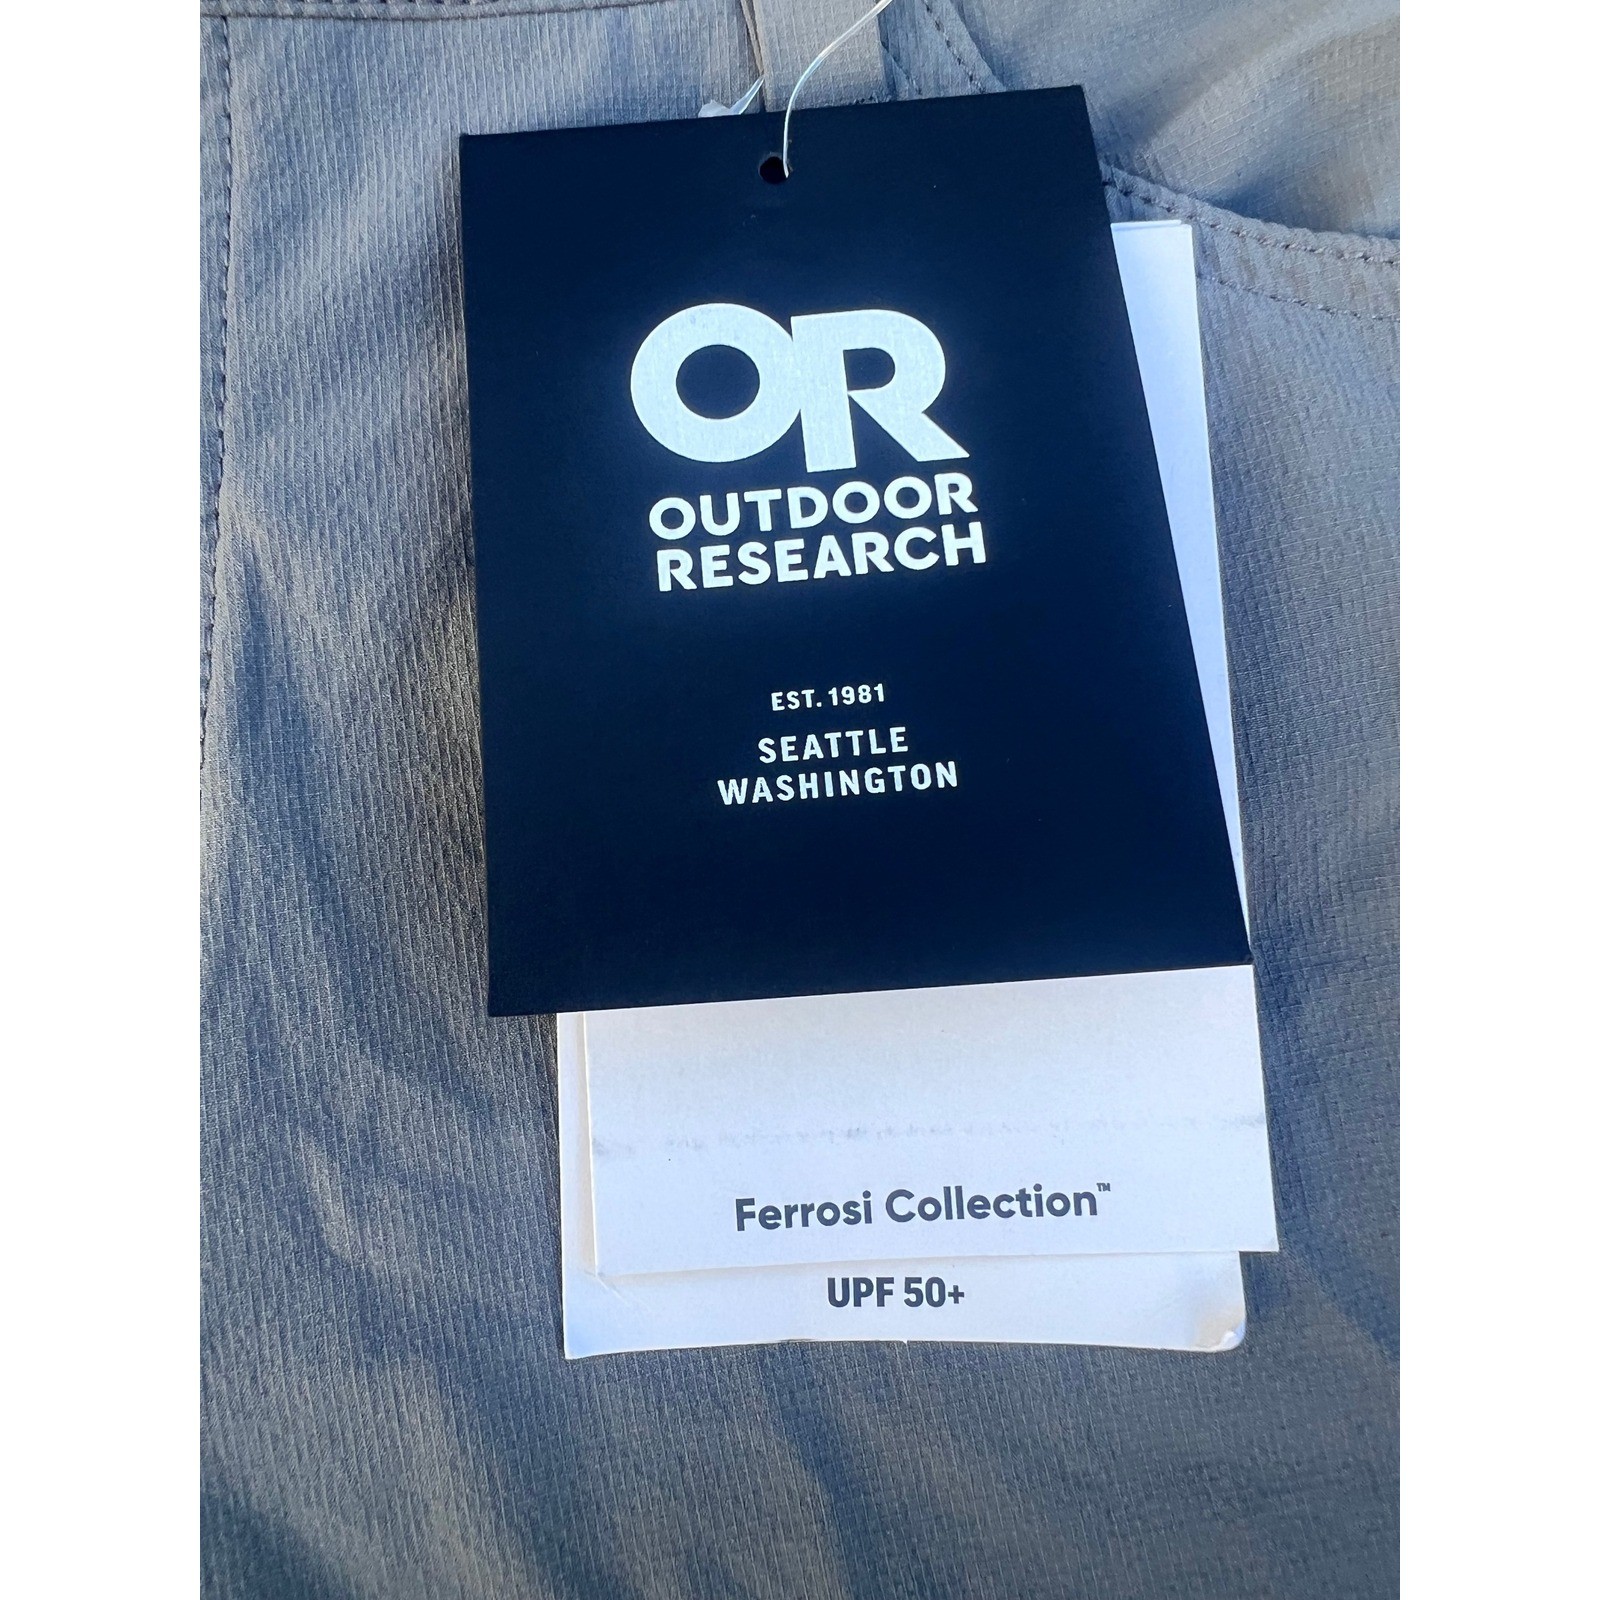 OR
OUTDOOR
RESEARCH
EST. 1981
SEATTLE
WASHINGTON
Ferrosi Collection™
UPF 50+